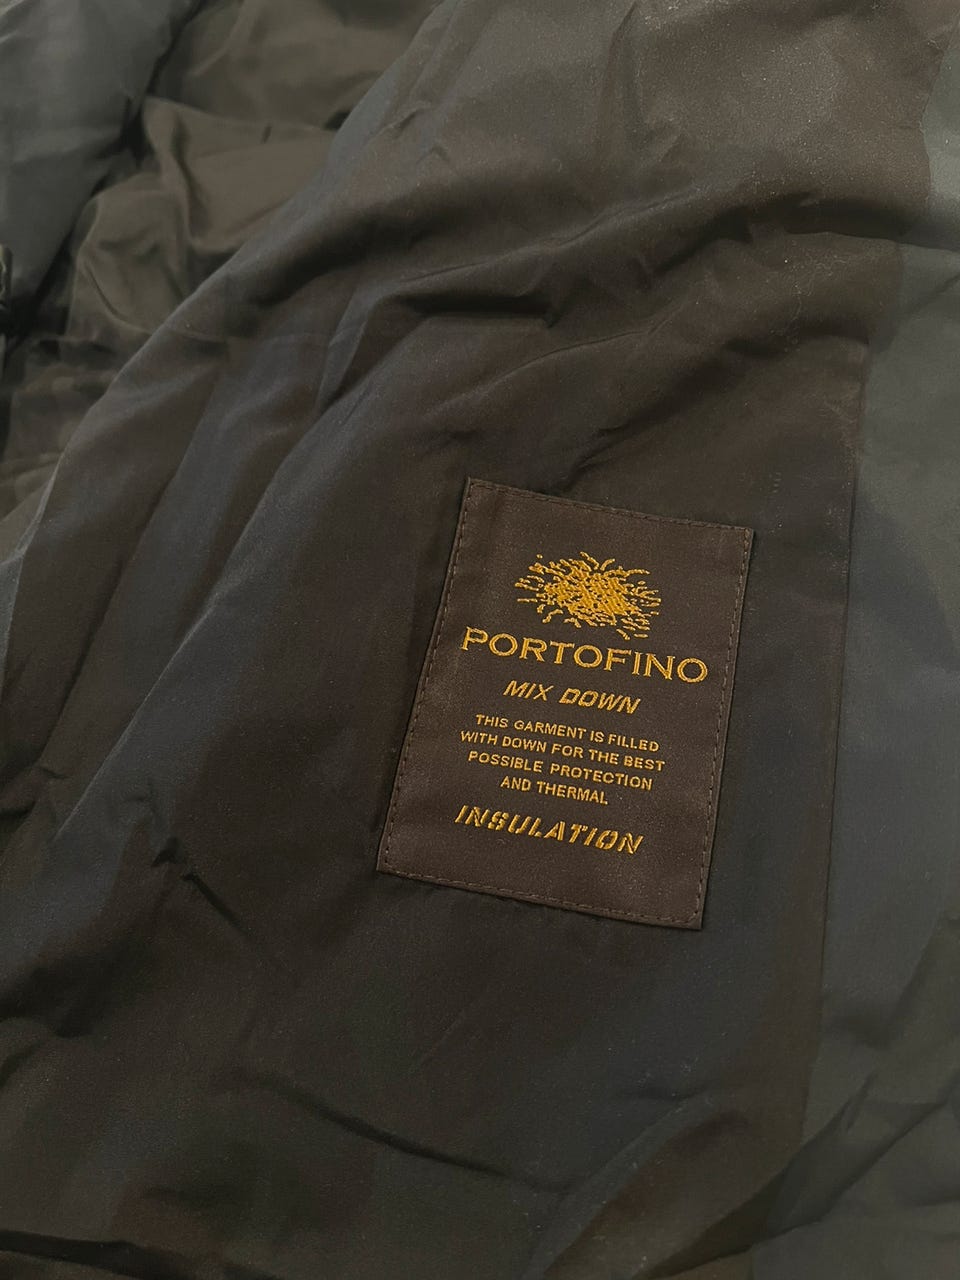 PORTOFINO
MIX DOWN
THIS GARMENT IS FILLED
WITH DOWN FOR THE BEST
POSSIBLE PROTECTION
AND THERMAL
INSULATION